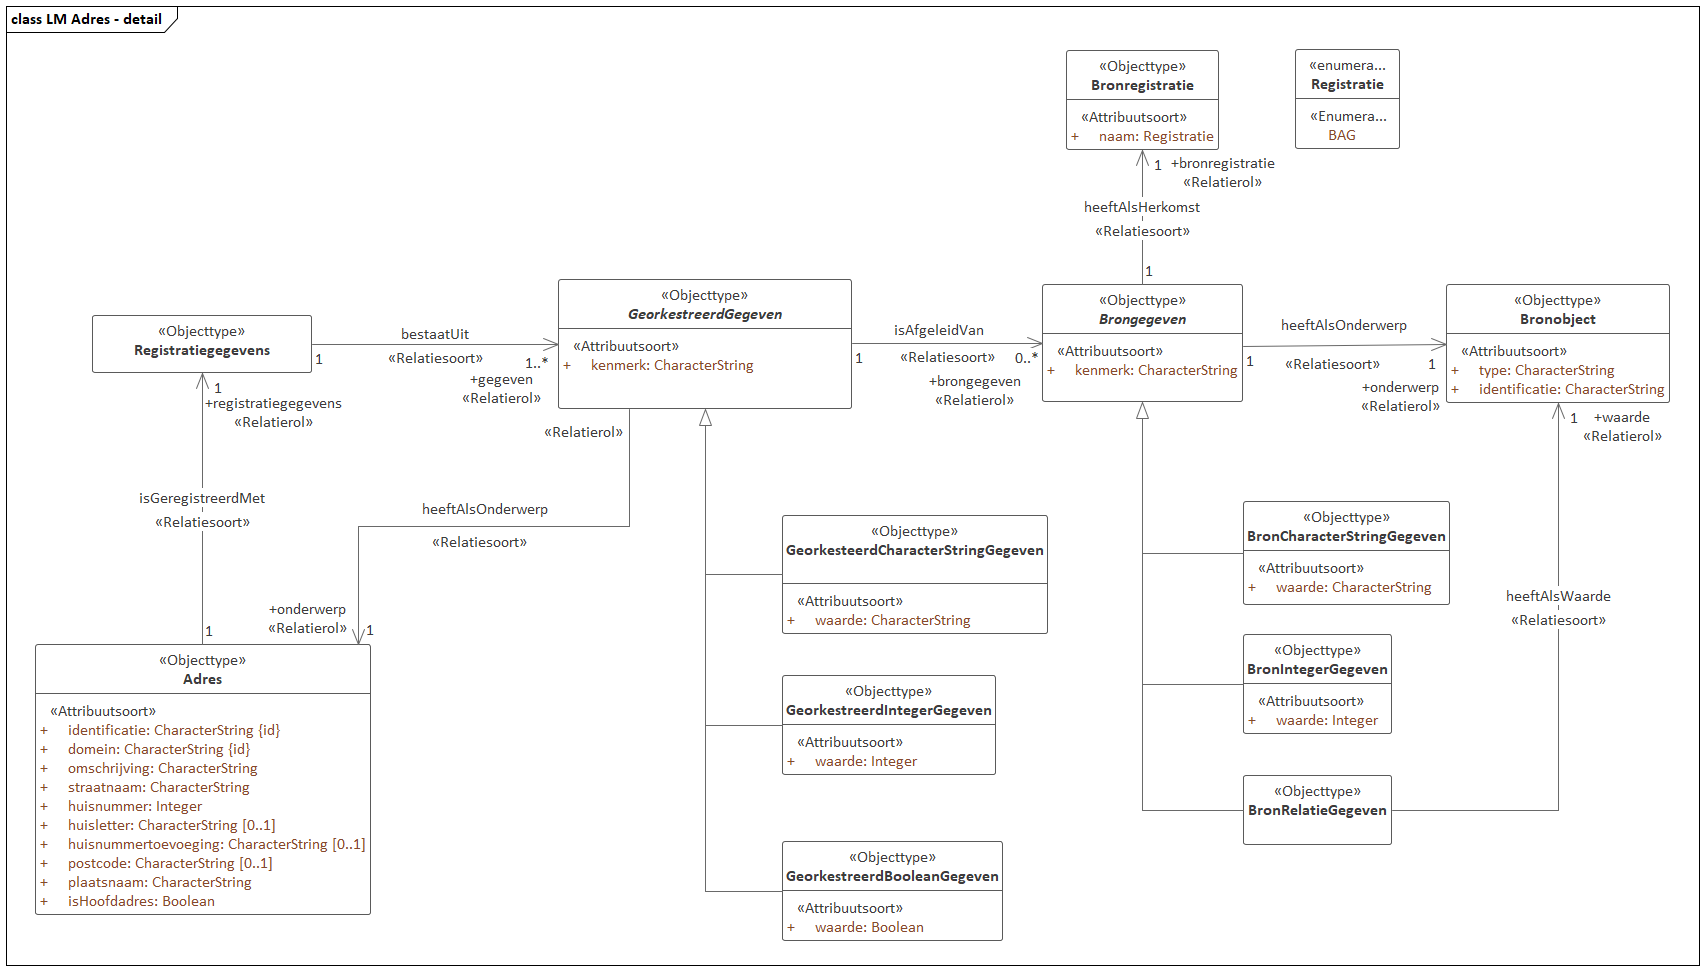 class LM Adres - detail
«Objecttype»
Bronregistratie
«Attribuutsoort»
+ naam: Registratie
«enumera...
Registratie
«Enumera...
BAG
1 +bronregistratie
«Relatierol»
heeftAlsHerkomst
«Relatiesoort»
1
«Objecttype»
Registratiegegevens
bestaatUit
«Relatiesoort»
1
1..*
+gegeven
«Relatierol»
«Objecttype»
GeorkestreerdGegeven
«Attribuutsoort»
+ kenmerk: CharacterString
isAfgeleidVan
«Relatiesoort»
1
0..*
+brongegeven
«Relatierol»
«Objecttype»
Brongegeven
«Attribuutsoort»
+ kenmerk: CharacterString
heeftAlsOnderwerp
«Relatiesoort»
1
1
+onderwerp
«Relatierol»
«Objecttype»
Bronobject
«Attribuutsoort»
+ type: CharacterString
+ identificatie: CharacterString
1
+registratiegegevens
«Relatierol»
isGeregistreerdMet
«Relatiesoort»
1
«Relatierol»
heeftAlsOnderwerp
«Relatiesoort»
+onderwerp
«Relatierol»
1
1 +waarde
«Relatierol»
heeftAlsWaarde
«Relatiesoort»
«Objecttype»
Adres
«Attribuutsoort»
+ identificatie: CharacterString {id}
+ domein: CharacterString {id}
+ omschrijving: CharacterString
+ straatnaam: CharacterString
+ huisnummer: Integer
+ huisletter: CharacterString [0..1]
+ huisnummertoevoeging: CharacterString [0..1]
+ postcode: CharacterString [0..1]
+ plaatsnaam: CharacterString
+ isHoofdadres: Boolean
«Objecttype»
GeorkesteerdCharacterStringGegeven
«Attribuutsoort»
+ waarde: CharacterString
«Objecttype»
GeorkestreerdIntegerGegeven
«Attribuutsoort»
+ waarde: Integer
«Objecttype»
GeorkestreerdBooleanGegeven
«Attribuutsoort»
+ waarde: Boolean
«Objecttype»
BronCharacterStringGegeven
«Attribuutsoort»
+ waarde: CharacterString
«Objecttype»
BronIntegerGegeven
«Attribuutsoort»
+ waarde: Integer
«Objecttype»
BronRelatieGegeven